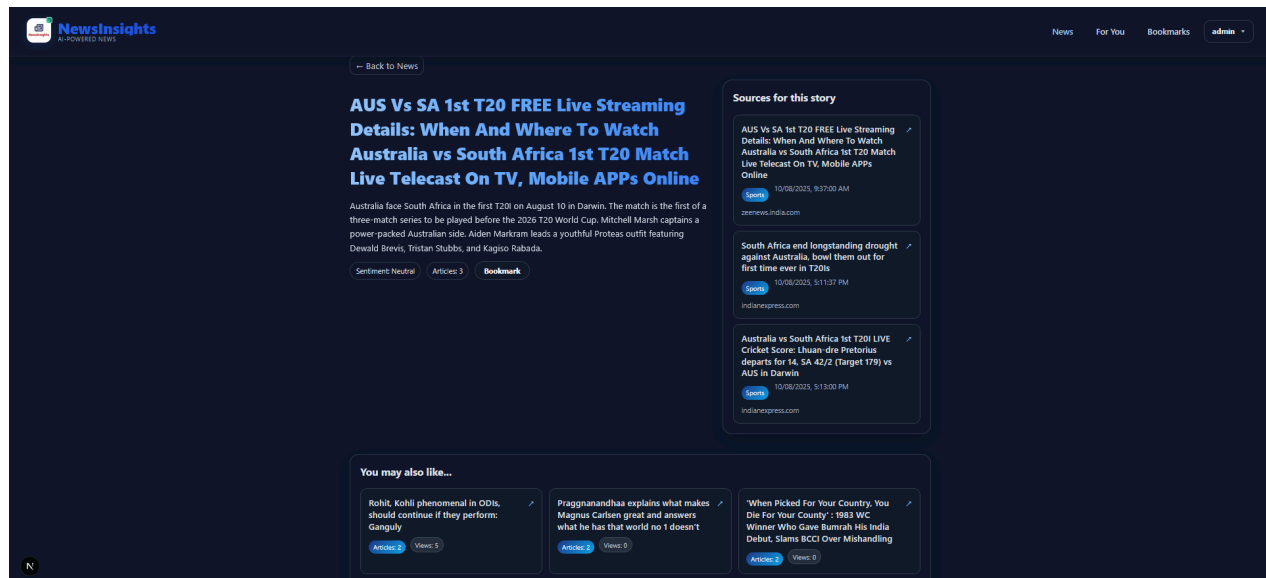 NewsInsights
AI-POWERED NEWS
News
For You
Bookmarks
admin
← Back to News
AUS Vs SA 1st T20 FREE Live Streaming
Details: When And Where To Watch
Australia vs South Africa 1st T20 Match
Live Telecast On TV, Mobile APPs Online
Australia face South Africa in the first T20I on August 10 in Darwin. The match is the first of a
three-match series to be played before the 2026 T20 World Cup. Mitchell Marsh captains a
power-packed Australian side. Aiden Markram leads a youthful Proteas outfit featuring
Dewald Brevis, Tristan Stubbs, and Kagiso Rabada.
Sentiment: Neutral
Articles: 3
Bookmark
Sources for this story
AUS Vs SA 1st T20 FREE Live Streaming
Details: When And Where To Watch
Australia vs South Africa 1st T20 Match
Live Telecast On TV, Mobile APPs
Online
Sports
10/08/2025, 9:37:00 AM
zeenews.india.com
South Africa end longstanding drought
against Australia, bowl them out for
first time ever in T20Is
Sports
10/08/2025, 5:11:37 PM
indianexpress.com
Australia vs South Africa 1st T20I LIVE
Cricket Score: Lhuan-dre Pretorius
departs for 14, SA 42/2 (Target 179) vs
AUS in Darwin
Sports
10/08/2025, 5:13:00 PM
indianexpress.com
You may also like...
Rohit, Kohli phenomenal in ODIs,
should continue if they perform:
Ganguly
Articles: 2
Views: 5
Praggnanandhaa explains what makes
Magnus Carlsen great and answers
what he has that world no 1 doesn't
Articles: 2
Views: 0
'When Picked For Your Country, You
Die For Your County' : 1983 WC
Winner Who Gave Bumrah His India
Debut, Slams BCCI Over Mishandling
Articles: 2
Views: 0
N